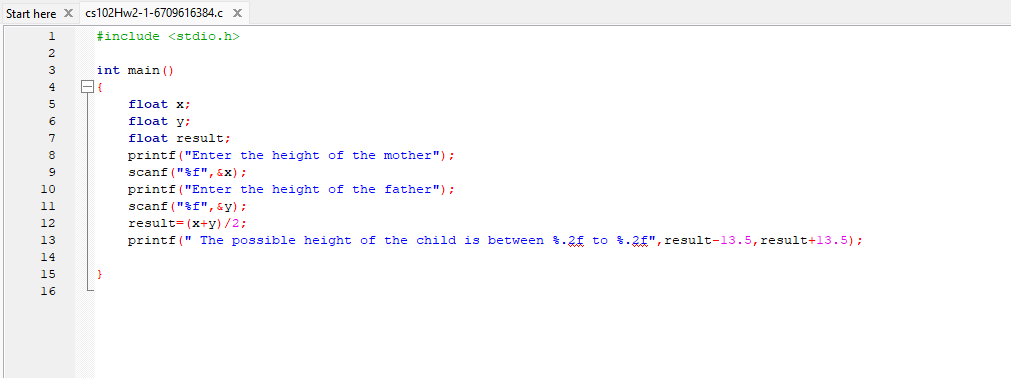 Start here X cs102Hw2-1-6709616384.c X
1 #include <stdio.h>
2
3 int main()
4 {
5 float x;
6 float y;
7 float result;
8 printf("Enter the height of the mother");
9 scanf("%f",&x);
10 printf("Enter the height of the father");
11 scanf("%f",&y);
12 result=(x+y)/2;
13 printf(" The possible height of the child is between %.2f to %.2f",result-13.5,result+13.5);
14
15 }
16